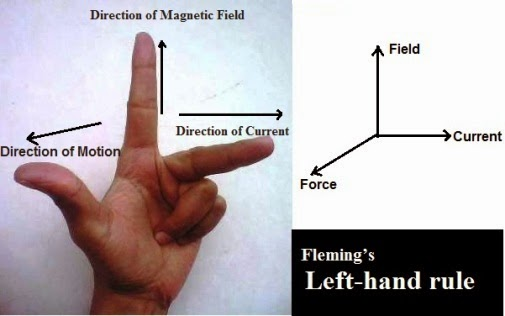 Direction of Magnetic Field
Direction of Current
Direction of Motion
Field
Current
Force
Fleming's
Left-hand rule